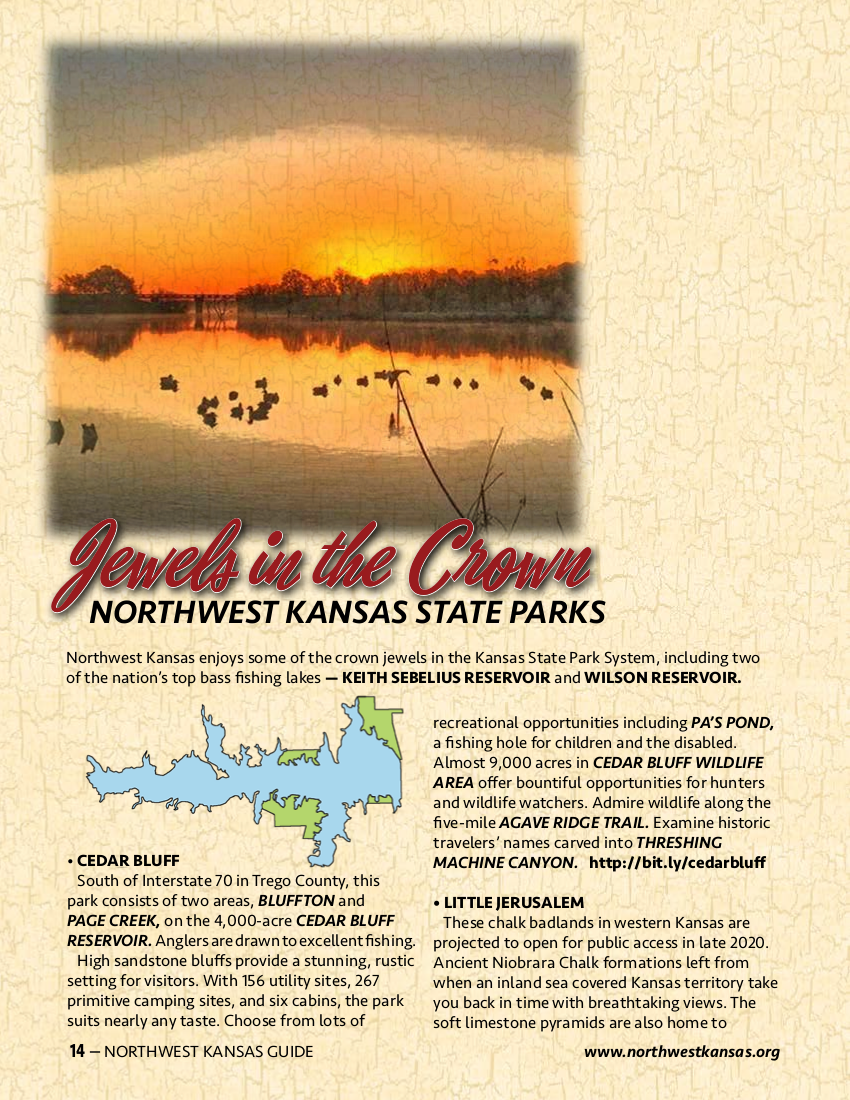 Jewels in the Crown
NORTHWEST KANSAS STATE PARKS
Northwest Kansas enjoys some of the crown jewels in the Kansas State Park System, including two
of the nation's top bass fishing lakes — KEITH SEBELIUS RESERVOIR and WILSON RESERVOIR.
• CEDAR BLUFF
South of Interstate 70 in Trego County, this
park consists of two areas, BLUFFTON and
PAGE CREEK, on the 4,000-acre CEDAR BLUFF
RESERVOIR. Anglers are drawn to excellent fishing.
High sandstone bluffs provide a stunning, rustic
setting for visitors. With 156 utility sites, 267
primitive camping sites, and six cabins, the park
suits nearly any taste. Choose from lots of
recreational opportunities including PA'S POND,
a fishing hole for children and the disabled.
Almost 9,000 acres in CEDAR BLUFF WILDLIFE
AREA offer bountiful opportunities for hunters
and wildlife watchers. Admire wildlife along the
five-mile AGAVE RIDGE TRAIL. Examine historic
travelers' names carved into THRESHING
MACHINE CANYON. http://bit.ly/cedarbluff
• LITTLE JERUSALEM
These chalk badlands in western Kansas are
projected to open for public access in late 2020.
Ancient Niobrara Chalk formations left from
when an inland sea covered Kansas territory take
you back in time with breathtaking views. The
soft limestone pyramids are also home to
14 — NORTHWEST KANSAS GUIDE
www.northwestkansas.org